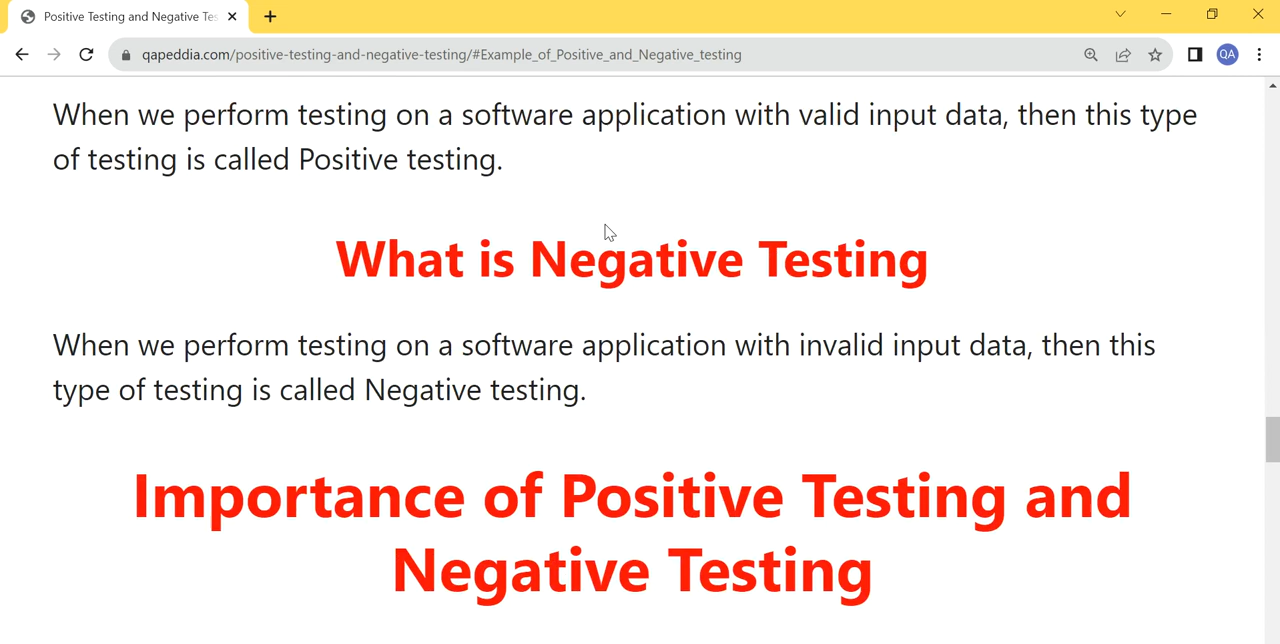 Positive Testing and Negative Tes
qapeddia.com/positive-testing-and-negative-testing/#Example_of_Positive_and_Negative_testing
QA
When we perform testing on a software application with valid input data, then this type
of testing is called Positive testing.
What is Negative Testing
When we perform testing on a software application with invalid input data, then this
type of testing is called Negative testing.
Importance of Positive Testing and
Negative Testing